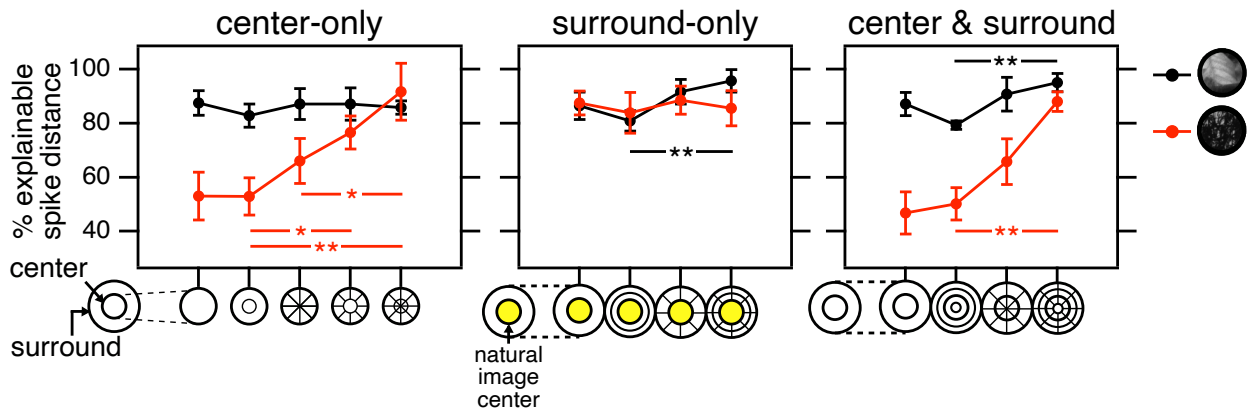 center-only
surround-only
center & surround
% explainable
spike distance
100
80
60
40
**
**
**
*
*
**
**
center
surround
natural
image
center